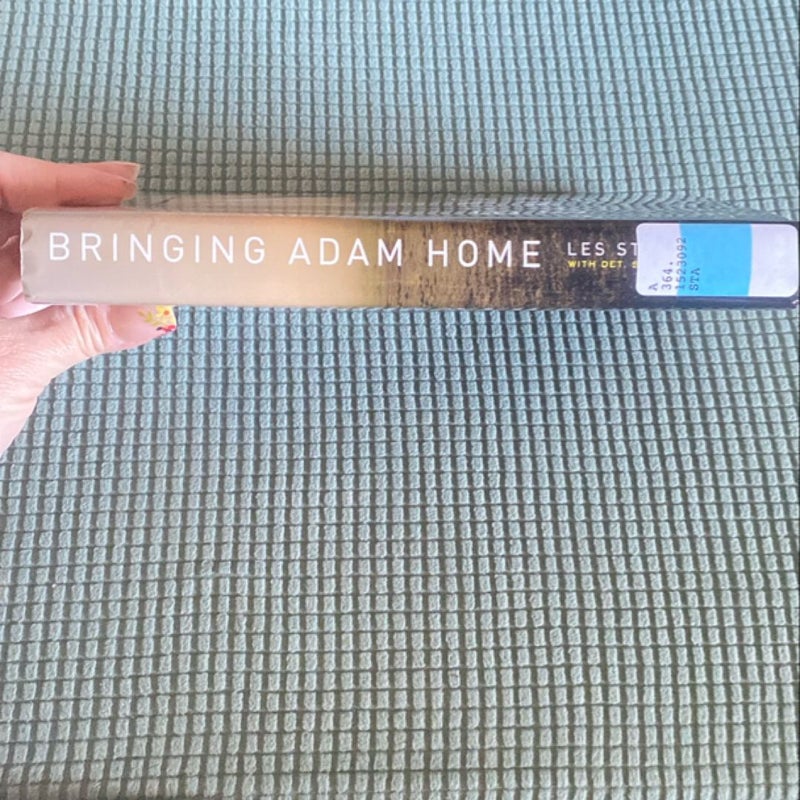 BRINGING ADAM HOME
LES ST
WITH DET. S
A
364.
1523092
STA